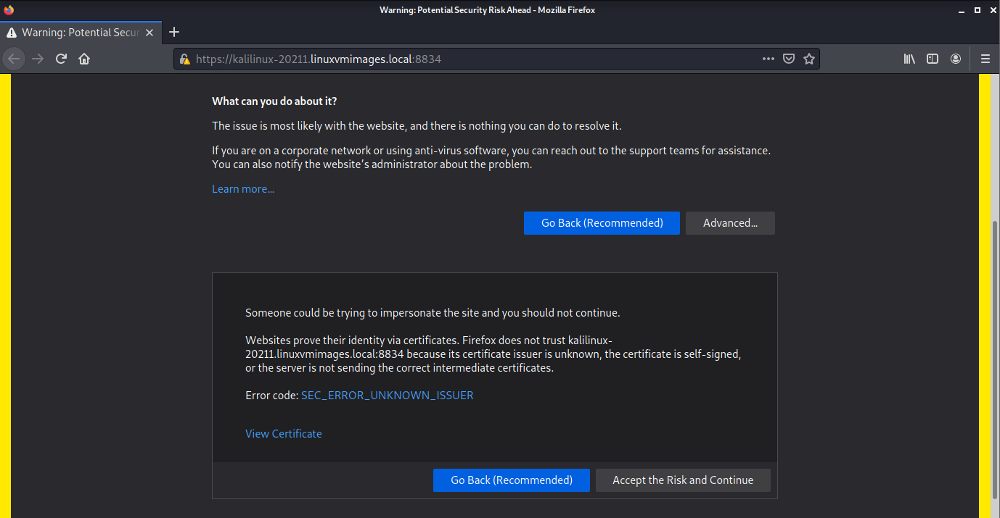 Warning: Potential Security Risk Ahead - Mozilla Firefox
Warning: Potential Secur
https://kalilinux-20211.linuxvmimages.local:8834
What can you do about it?
The issue is most likely with the website, and there is nothing you can do to resolve it.
If you are on a corporate network or using anti-virus software, you can reach out to the support teams for assistance.
You can also notify the website’s administrator about the problem.
Learn more…
Go Back (Recommended)
Advanced...
Someone could be trying to impersonate the site and you should not continue.
Websites prove their identity via certificates. Firefox does not trust kalilinux-
20211.linuxvmimages.local:8834 because its certificate issuer is unknown, the certificate is self-signed,
or the server is not sending the correct intermediate certificates.
Error code: SEC_ERROR_UNKNOWN_ISSUER
View Certificate
Go Back (Recommended)
Accept the Risk and Continue